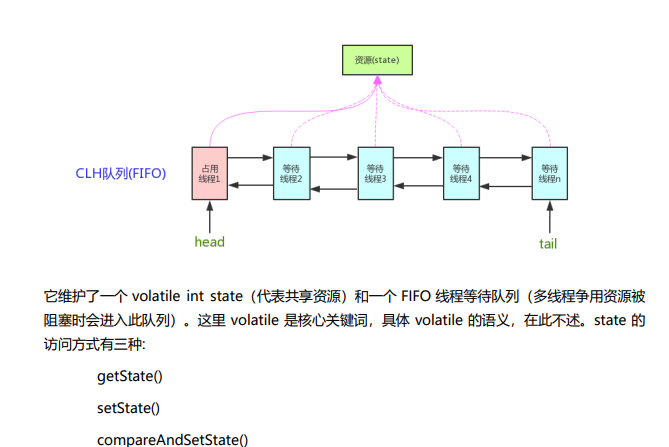 资源(state)
CLH队列(FIFO)
占用
线程1
等待
线程2
等待
线程3
等待
线程4
等待
线程n
head
tail
它维护了一个 volatile int state（代表共享资源）和一个 FIFO 线程等待队列（多线程争用资源被
阻塞时会进入此队列）。这里 volatile 是核心关键词，具体 volatile 的语义，在此不述。state 的
访问方式有三种:
getState()
setState()
compareAndSetState()